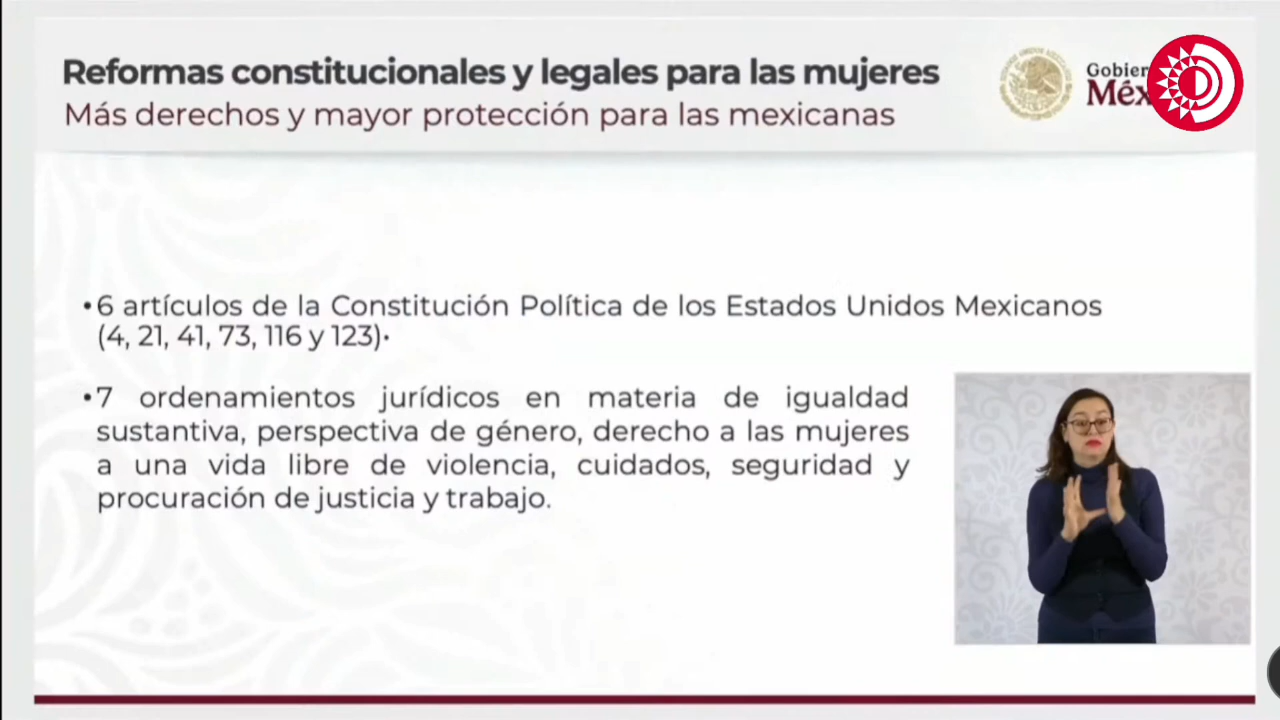 Reformas constitucionales y legales para las mujeres
Más derechos y mayor protección para las mexicanas
•6 artículos de la Constitución Política de los Estados Unidos Mexicanos
(4, 21, 41, 73, 116 y 123)•
•7 ordenamientos jurídicos en materia de igualdad
sustantiva, perspectiva de género, derecho a las mujeres
a una vida libre de violencia, cuidados, seguridad y
procuración de justicia y trabajo.